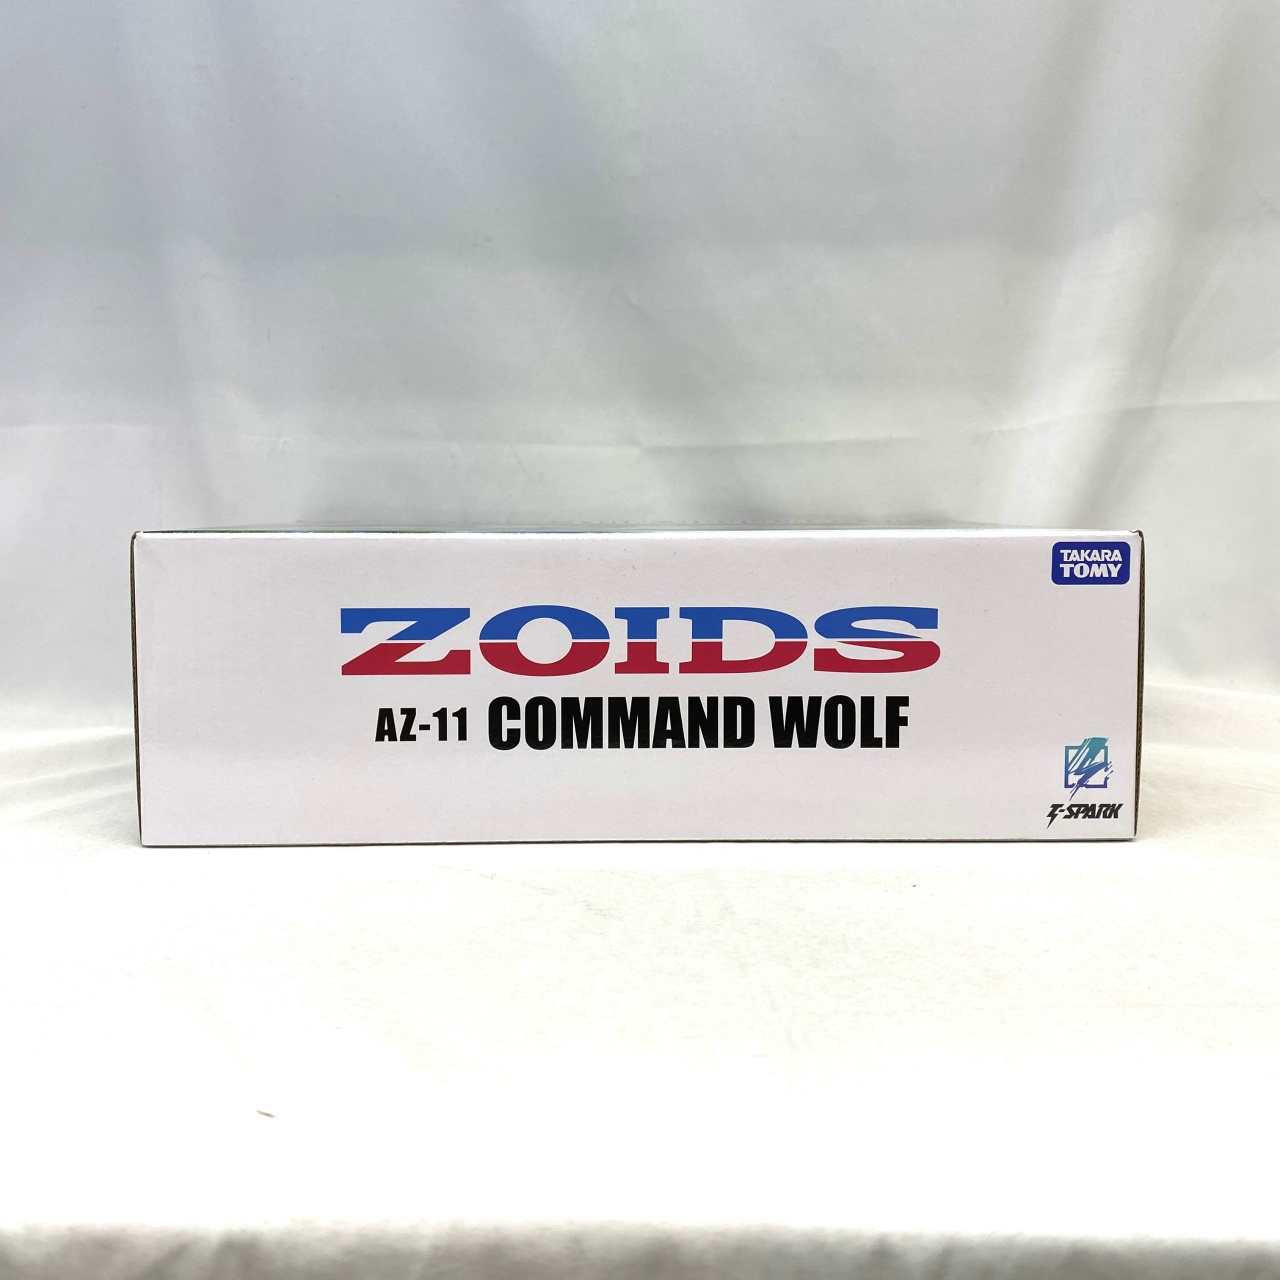 TAKARA
TOMY
ZOIDS
AZ-11 COMMAND WOLF
T-SPARK